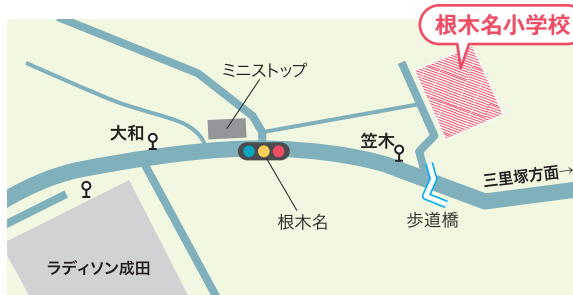 根木名小学校
ミニストップ
大和
笠木
三里塚方面→
根木名
歩道橋
ラディソン成田